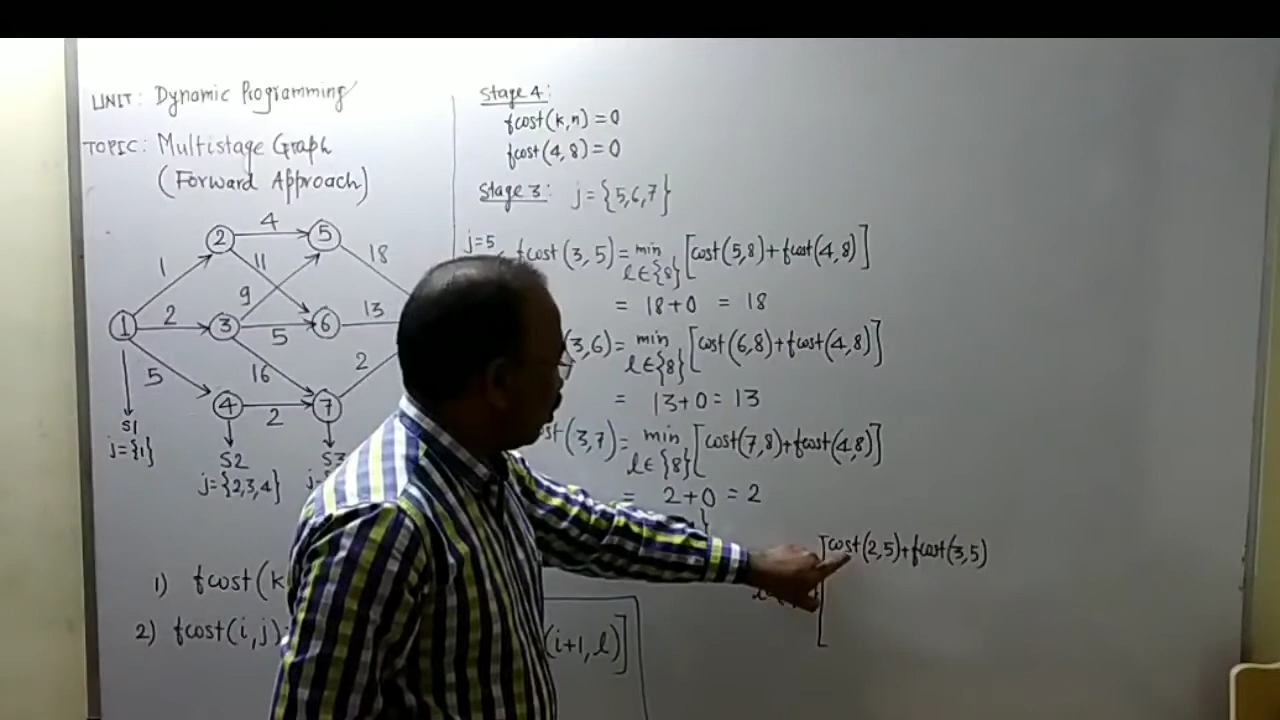 UNIT: Dynamic Programming
TOPIC: Multistage Graph
(Forward Approach)
1
2
3
4
5
6
7
1
2
5
4
11
9
5
16
2
18
13
2
S1
j={1}
S2
j={2,3,4}
S3
1) fcost(k
2) fcost(i,j)
(i+1,l)]
Stage 4:
fcost(k,n)=0
fcost(4,8)=0
Stage 3: j={5,6,7}
j=5, fcost(3,5)= min [cost(5,8)+fcost(4,8)]
l∈{8}
= 18+0 = 18
(3,6)= min [cost(6,8)+fcost(4,8)]
l∈{8}
= 13+0=13
cost(3,7)= min [cost(7,8)+fcost(4,8)]
l∈{8}
= 2+0=2
[cost(2,5)+fcost(3,5)